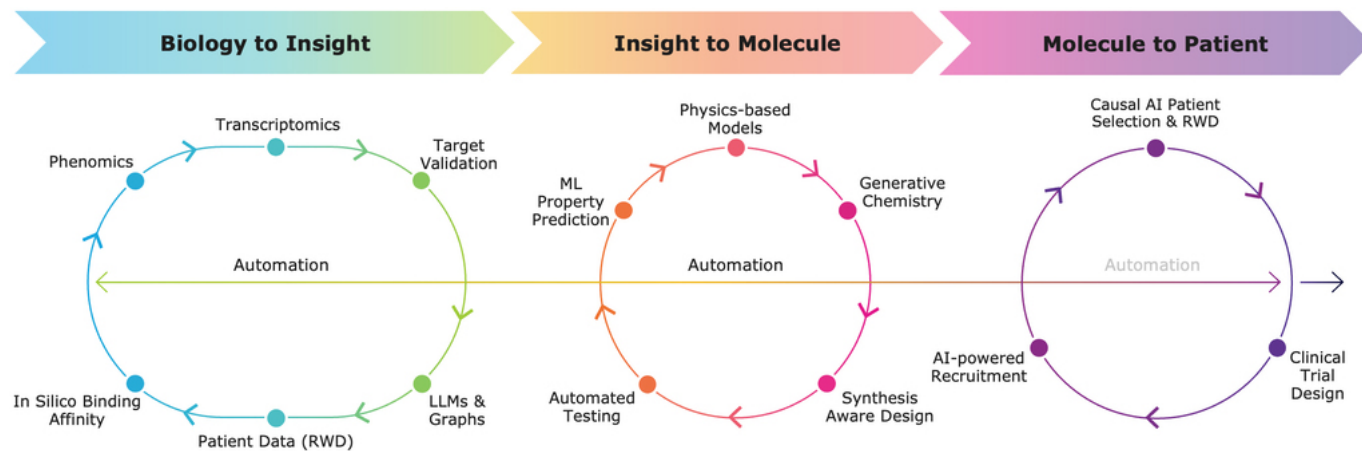 Biology to Insight
Insight to Molecule
Molecule to Patient
Transcriptomics
Phenomics
Target
Validation
Automation
In Silico Binding
Affinity
Patient Data (RWD)
LLMs &
Graphs
Physics-based
Models
ML
Property
Prediction
Generative
Chemistry
Automation
Automated
Testing
Synthesis
Aware Design
Causal AI Patient
Selection & RWD
Automation
AI-powered
Recruitment
Clinical
Trial
Design